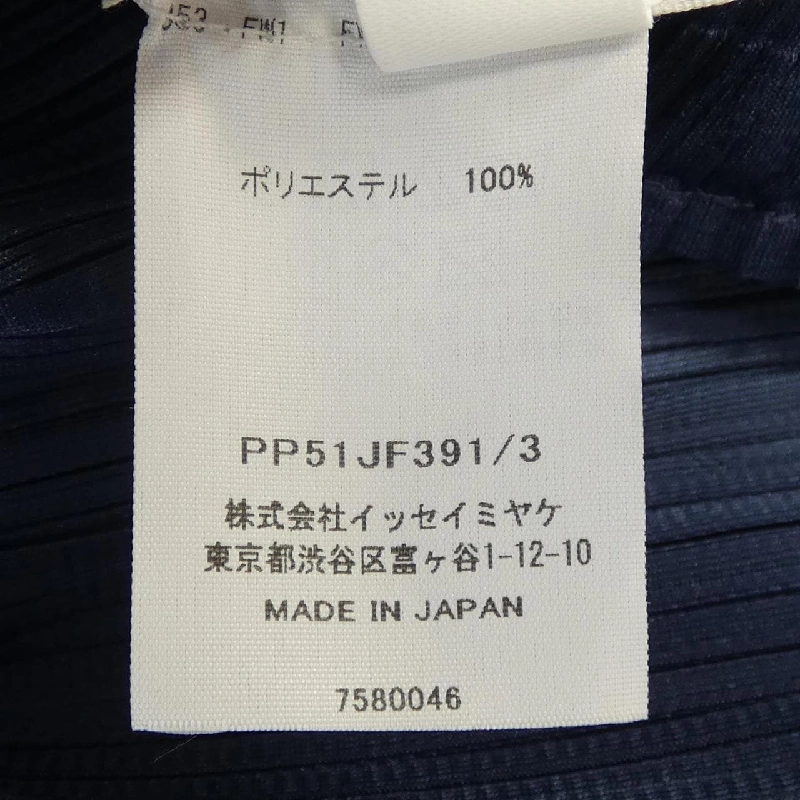 ポリエステル 100%
PP51JF391/3
株式会社イッセイミヤケ
東京都渋谷区富ヶ谷1-12-10
MADE IN JAPAN
7580046